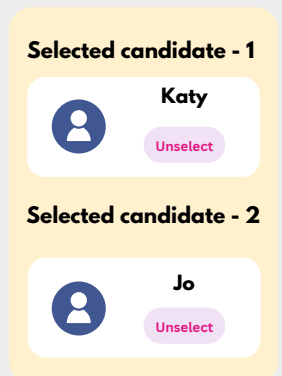 Selected candidate - 1
Katy
Unselect
Selected candidate - 2
Jo
Unselect